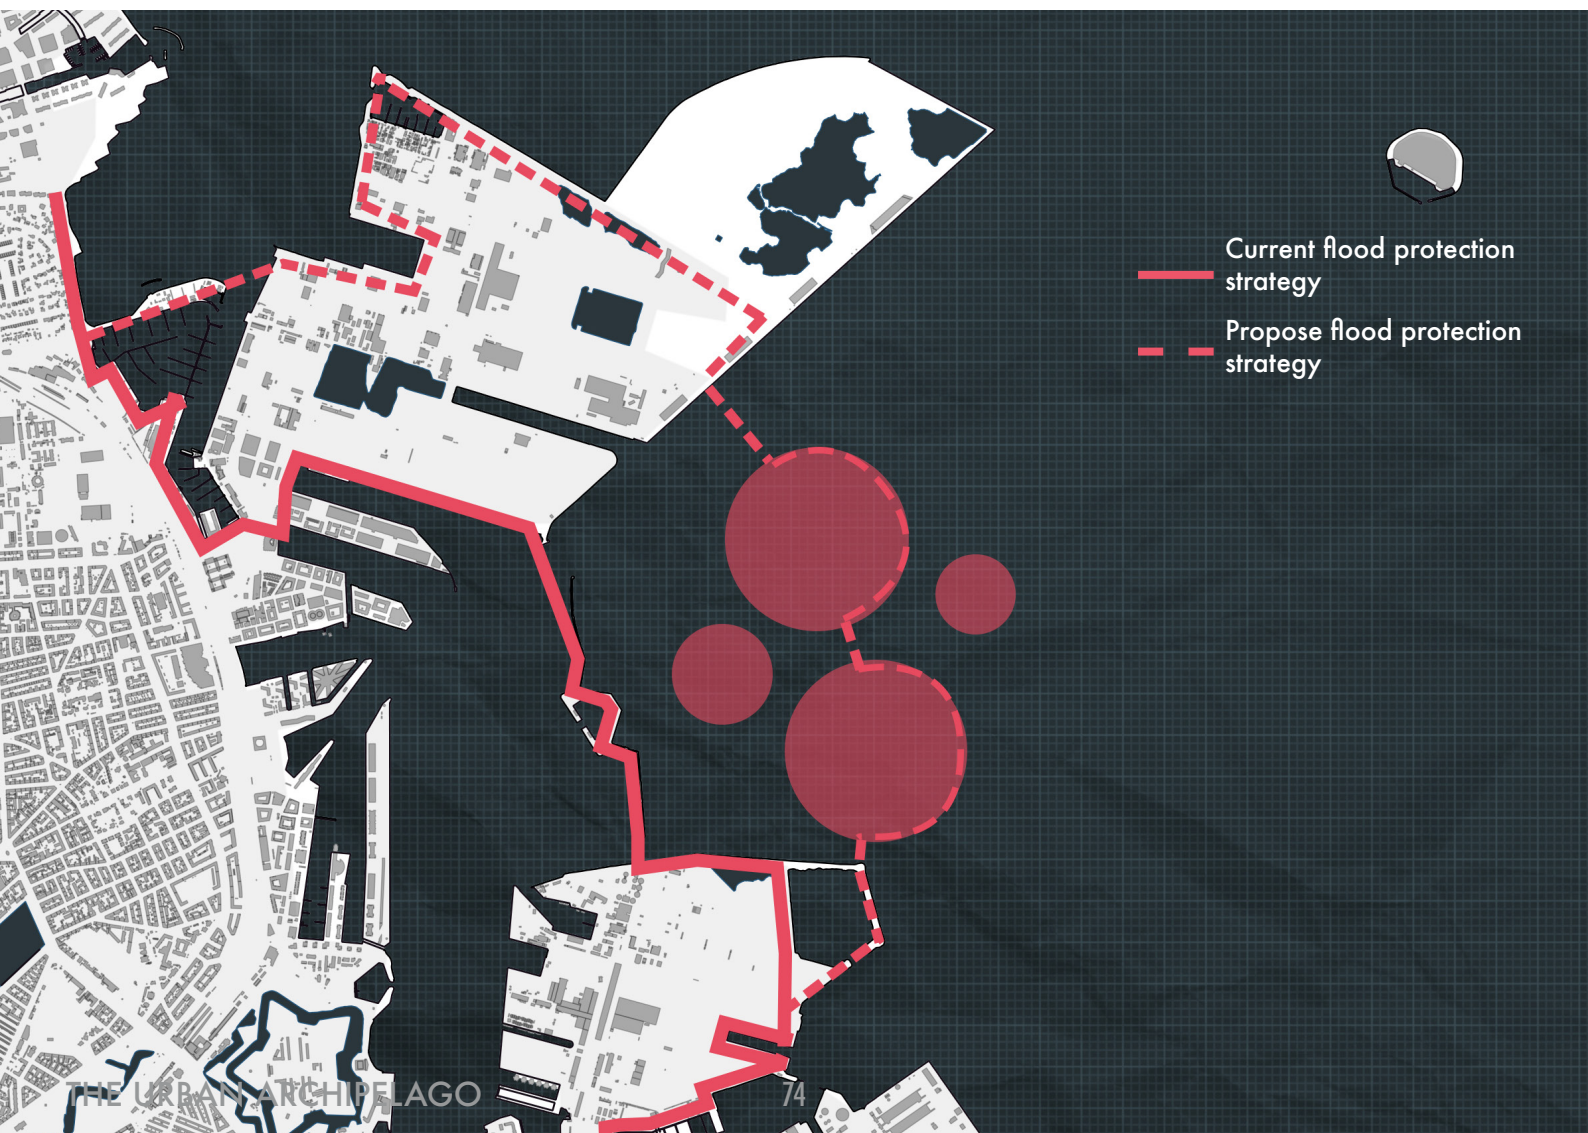 Current flood protection
strategy
Propose flood protection
strategy
THE URBAN ARCHIPELAGO
74